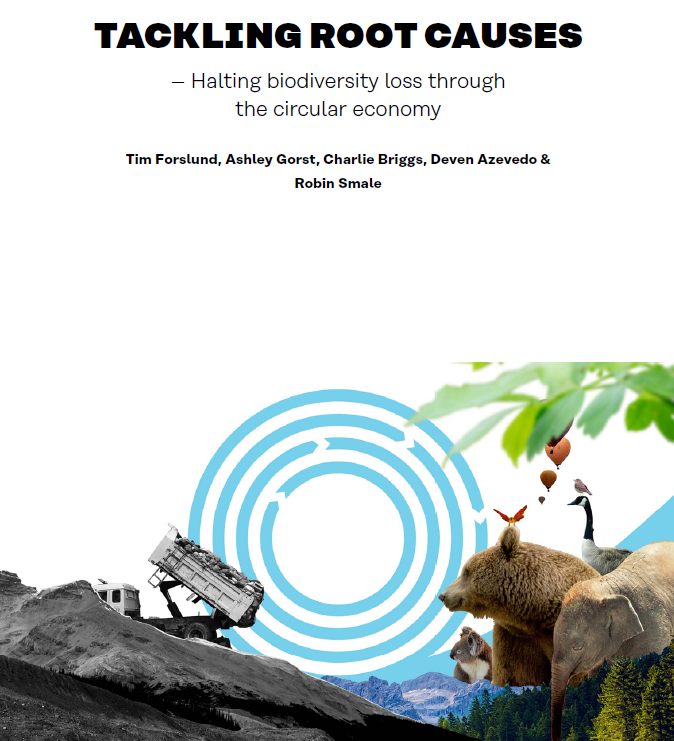 TACKLING ROOT CAUSES
– Halting biodiversity loss through
the circular economy
Tim Forslund, Ashley Gorst, Charlie Briggs, Deven Azevedo &
Robin Smale